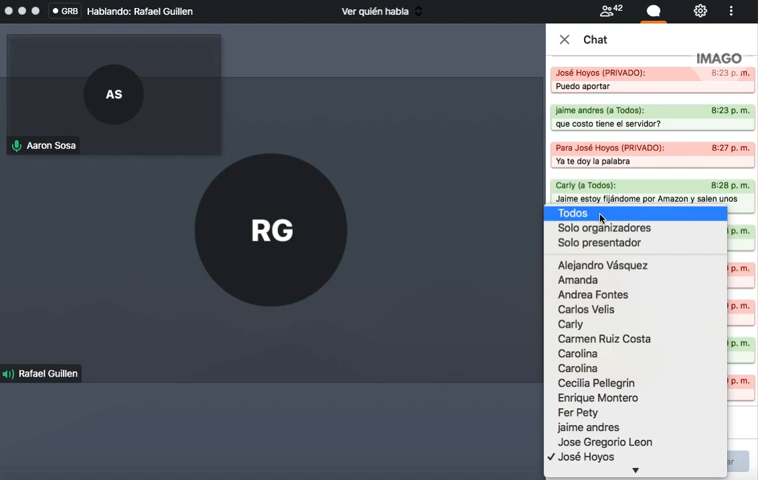 GRB Hablando: Rafael Guillen
Ver quién habla
42
Chat
IMAGO
José Hoyos (PRIVADO): 8:23 p. m.
Puedo aportar
jaime andres (a Todos): 8:23 p. m.
que costo tiene el servidor?
Para José Hoyos (PRIVADO): 8:27 p. m.
Ya te doy la palabra
Carly (a Todos): 8:28 p. m.
Jaime estoy fijándome por Amazon y salen unos
Todos
Solo organizadores
Solo presentador
Alejandro Vásquez
Amanda
Andrea Fontes
Carlos Velis
Carly
Carmen Ruiz Costa
Carolina
Carolina
Cecilia Pellegrin
Enrique Montero
Fer Pety
jaime andres
Jose Gregorio Leon
José Hoyos
p. m.
p. m.
p. m.
p. m.
p. m.
AS
Aaron Sosa
RG
Rafael Guillen